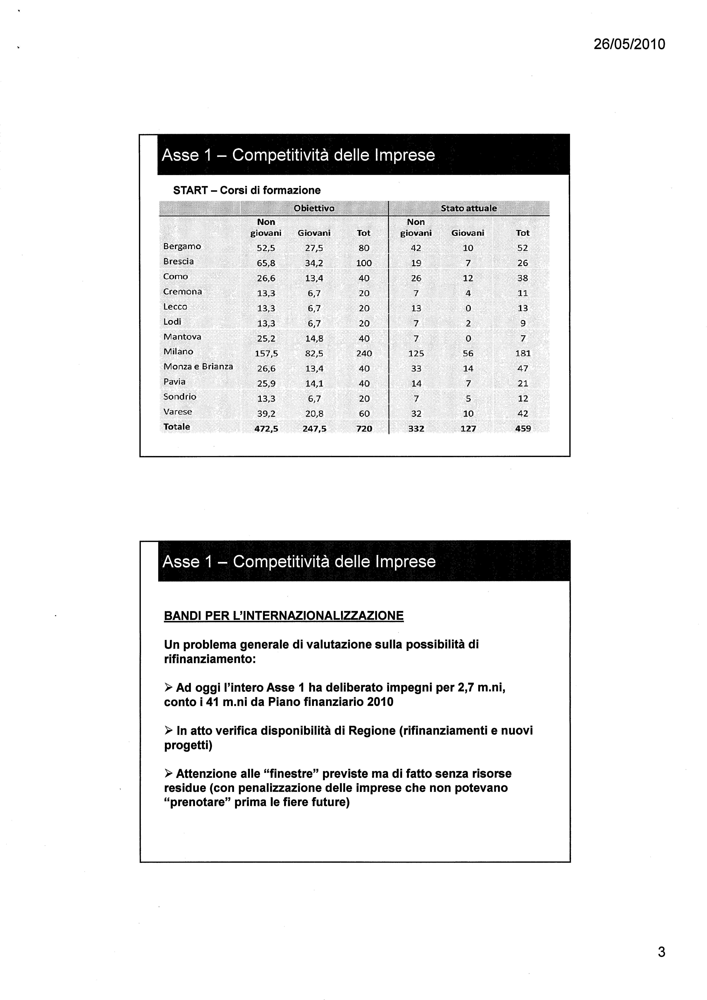 26/05/2010
Asse 1 – Competitività delle Imprese
START – Corsi di formazione
Obiettivo Stato attuale
Non Non
giovani Giovani Tot giovani Giovani Tot
Bergamo 52,5 27,5 80 42 10 52
Brescia 65,8 34,2 100 19 7 26
Como 26,6 13,4 40 26 12 38
Cremona 13,3 6,7 20 7 4 11
Lecco 13,3 6,7 20 13 0 13
Lodi 13,3 6,7 20 7 2 9
Mantova 25,2 14,8 40 7 0 7
Milano 157,5 82,5 240 125 56 181
Monza e Brianza 26,6 13,4 40 33 14 47
Pavia 25,9 14,1 40 14 7 21
Sondrio 13,3 6,7 20 7 5 12
Varese 39,2 20,8 60 32 10 42
Totale 472,5 247,5 720 332 127 459
Asse 1 – Competitività delle Imprese
BANDI PER L’INTERNAZIONALIZZAZIONE
Un problema generale di valutazione sulla possibilità di
rifinanziamento:
➢ Ad oggi l’intero Asse 1 ha deliberato impegni per 2,7 m.ni,
conto i 41 m.ni da Piano finanziario 2010
➢ In atto verifica disponibilità di Regione (rifinanziamenti e nuovi
progetti)
➢ Attenzione alle “finestre” previste ma di fatto senza risorse
residue (con penalizzazione delle imprese che non potevano
“prenotare” prima le fiere future)
3